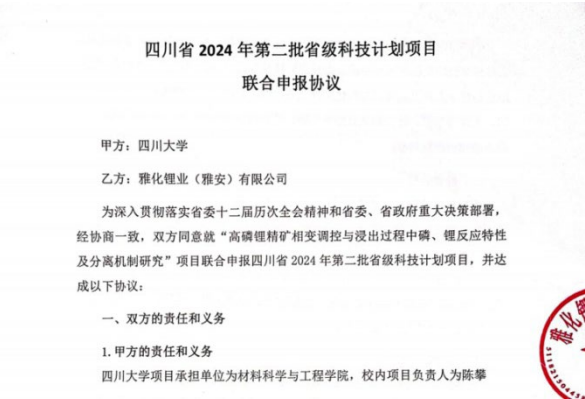 四川省 2024 年第二批省级科技计划项目
联合申报协议
甲方：四川大学
乙方：雅化锂业（雅安）有限公司
为深入贯彻落实省委十二届历次全会精神和省委、省政府重大决策部署，
经协商一致，双方同意就“高磷锂精矿相变调控与浸出过程中磷、锂反应特性
及分离机制研究”项目联合申报四川省 2024 年第二批省级科技计划项目，并达
成以下协议：
一、双方的责任和义务
1.甲方的责任和义务
四川大学项目承担单位为材料科学与工程学院，校内项目负责人为陈攀
雅化锂